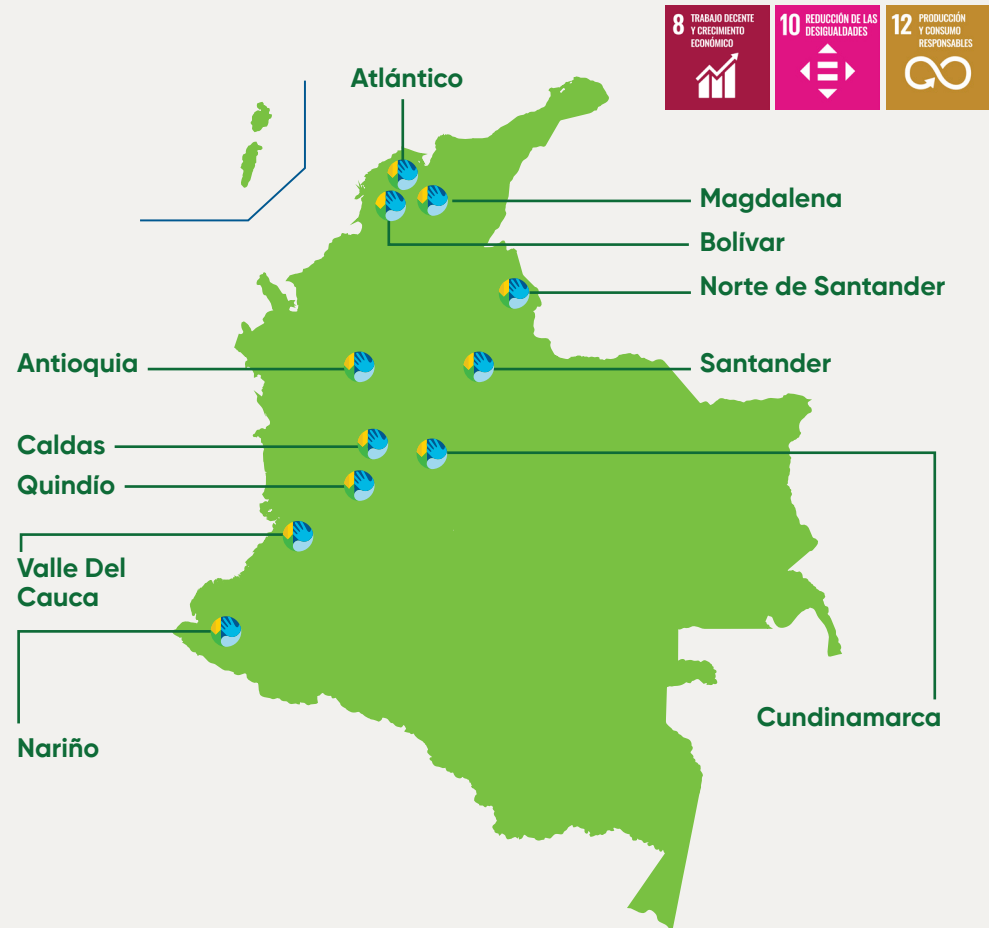 8 TRABAJO DECENTE
Y CRECIMIENTO
ECONÓMICO
10 REDUCCIÓN DE LAS
DESIGUALDADES
12 PRODUCCIÓN
Y CONSUMO
RESPONSABLES
Atlántico
Magdalena
Bolívar
Norte de Santander
Antioquia
Santander
Caldas
Quindío
Valle Del
Cauca
Nariño
Cundinamarca